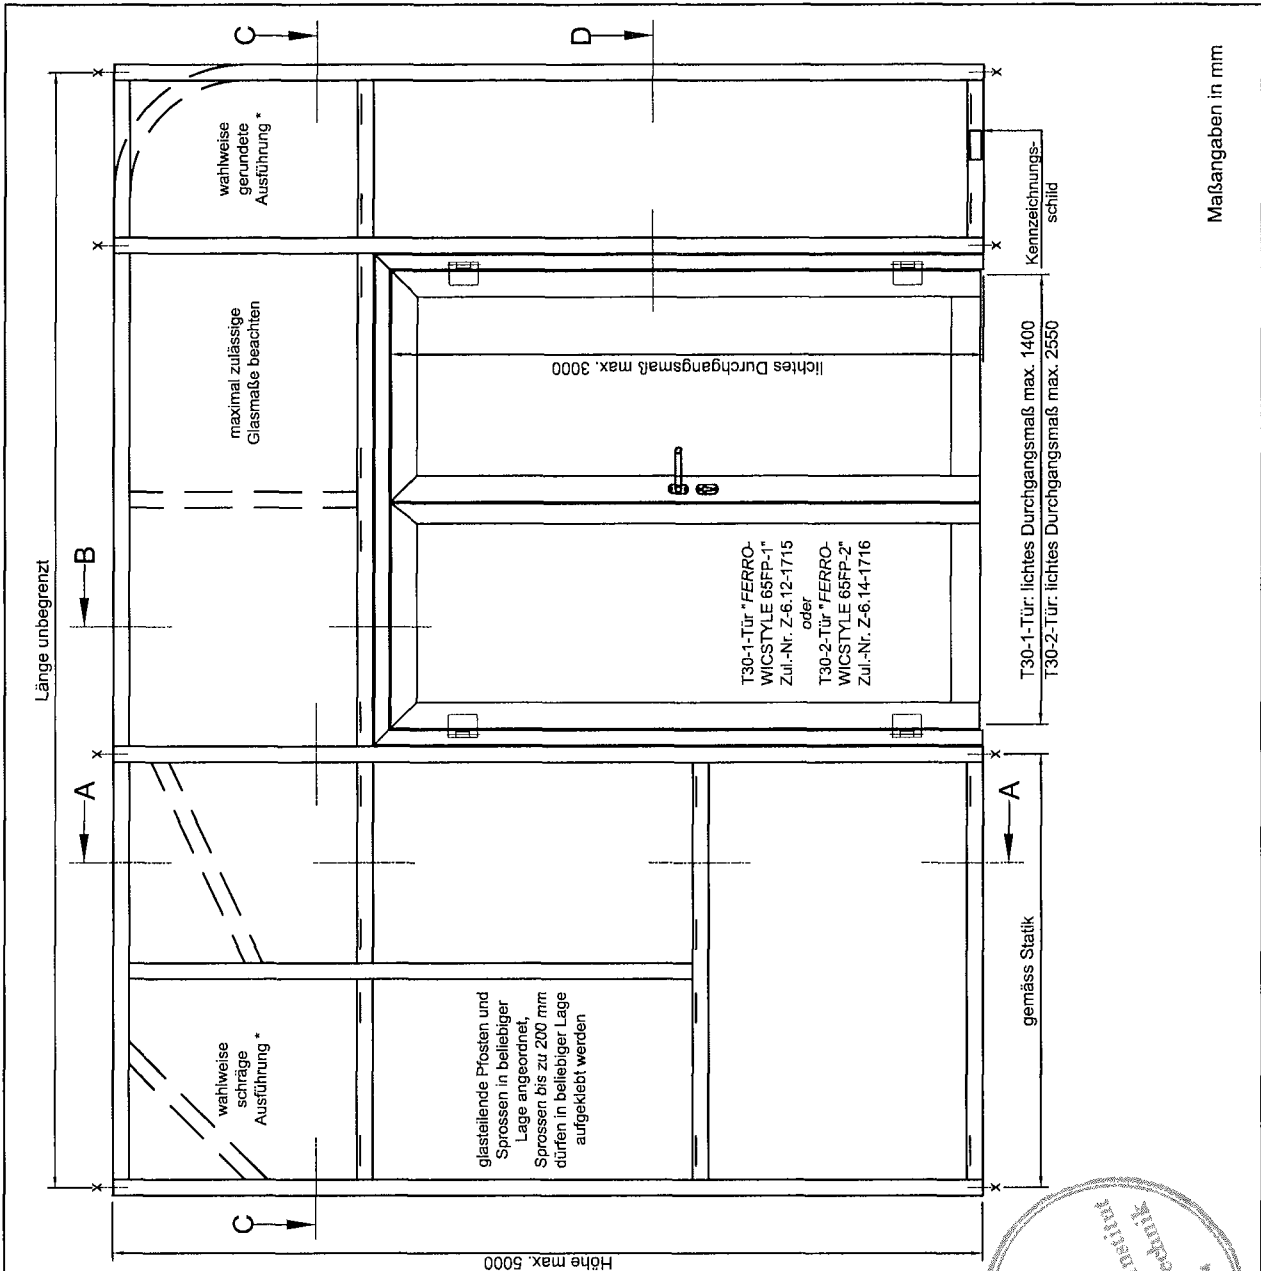 Länge unbegrenzt
B
A
C
D
wahlweise
schräge
Ausführung *
maximal zulässige
Glasmaße beachten
wahlweise
gerundete
Ausführung *
C
glasteilende Pfosten und
Sprossen in beliebiger
Lage angeordnet,
Sprossen bis zu 200 mm
dürfen in beliebiger Lage
aufgeklebt werden
T30-1-Tür "FERRO-
WICSTYLE 65FP-1"
Zul.-Nr. Z-6.12-1715
oder
T30-2-Tür "FERRO-
WICSTYLE 65FP-2"
Zul.-Nr. Z-6.14-1716
lichtes Durchgangsmaß max. 3000
Höhe max. 5000
A
gemäss Statik
T30-1-Tür: lichtes Durchgangsmaß max. 1400
T30-2-Tür: lichtes Durchgangsmaß max. 2550
Kennzeichnungs-
schild
Maßangaben in mm